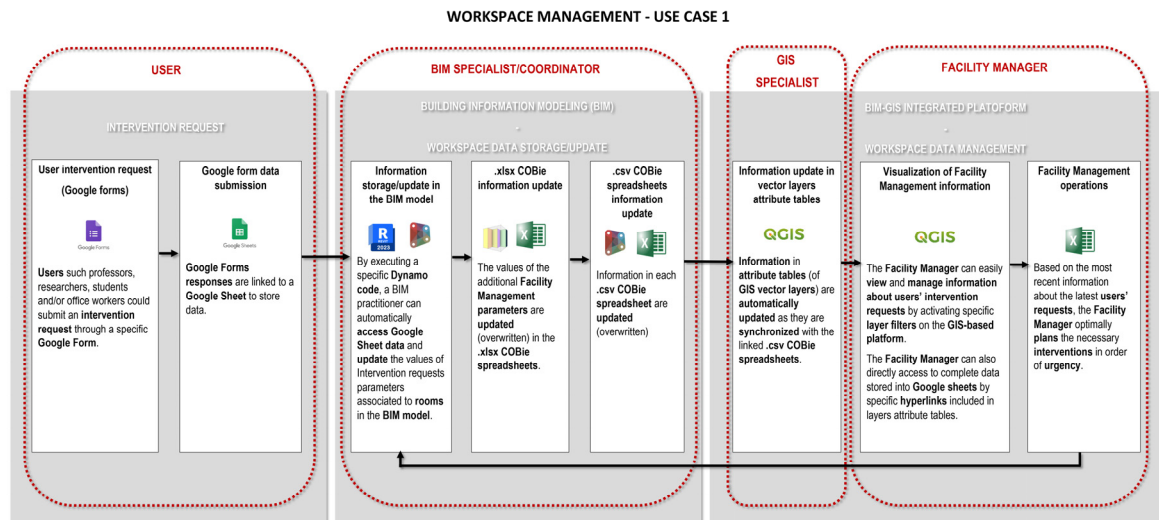 WORKSPACE MANAGEMENT - USE CASE 1
USER
INTERVENTION REQUEST
User intervention request
(Google forms)
Google Forms
Users such professors,
researchers, students
and/or office workers could
submit an intervention
request through a specific
Google Form.
Google form data
submission
Google Sheets
Google Forms
responses are linked to a
Google Sheet to store
data.
BIM SPECIALIST/COORDINATOR
BUILDING INFORMATION MODELING (BIM)
-
WORKSPACE DATA STORAGE/UPDATE
Information
storage/update in
the BIM model
R
2023
By executing a
specific Dynamo
code, a BIM
practitioner can
automatically
access Google
Sheet data and
update the values of
Intervention requests
parameters
associated to rooms
in the BIM model.
.xlsx COBie
information update
X
The values of the
additional Facility
Management
parameters are
updated
(overwritten) in the
.xlsx COBie
spreadsheets.
.csv COBie
spreadsheets
information
update
X
Information in each
.csv COBie
spreadsheet are
updated
(overwritten)
GIS
SPECIALIST
Information update in
vector layers
attribute tables
QGIS
Information in
attribute tables (of
GIS vector layers) are
automatically
updated as they are
synchronized with the
linked .csv COBie
spreadsheets.
FACILITY MANAGER
BIM-GIS INTEGRATED PLATOFORM
-
WORKSPACE DATA MANAGEMENT
Visualization of Facility
Management information
QGIS
The Facility Manager can easily
view and manage information
about users' intervention
requests by activating specific
layer filters on the GIS-based
platform.
The Facility Manager can also
directly access to complete data
stored into Google sheets by
specific hyperlinks included in
layers attribute tables.
Facility Management
operations
X
Based on the most
recent information
about the latest users'
requests, the Facility
Manager optimally
plans the necessary
interventions in order
of urgency.